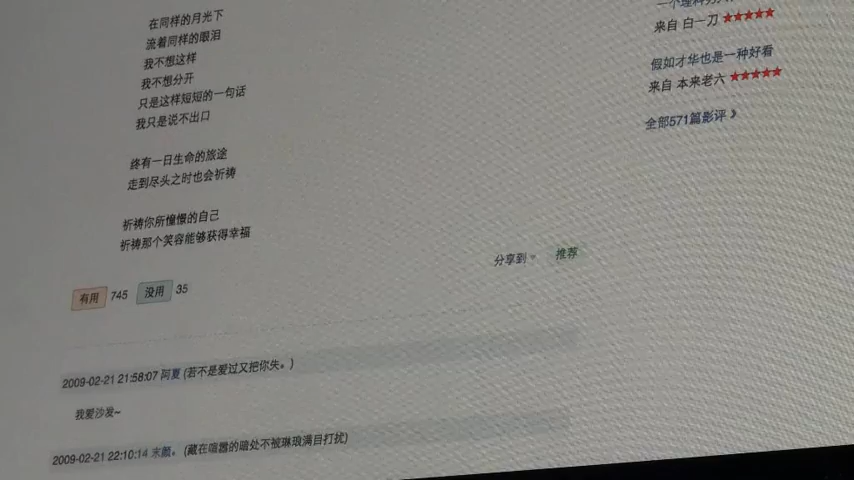 在同样的月光下
流着同样的眼泪
我不想这样
我不想分开
只是这样短短的一句话
我只是说不出口
终有一日生命的旅途
走到尽头之时也会祈祷
祈祷你所憧憬的自己
祈祷那个笑容能够获得幸福
分享到 推荐
有用 745 没用 35
2009-02-21 21:58:07 阿夏 (若不是爱过又把你失。)
我爱沙发~
2009-02-21 22:10:14 末颜。 (藏在喧嚣的暗处不被琳琅满目打扰)
来自 白一刀 ★★★★★
假如才华也是一种好看
来自 本来老六 ★★★★★
全部571篇影评 》